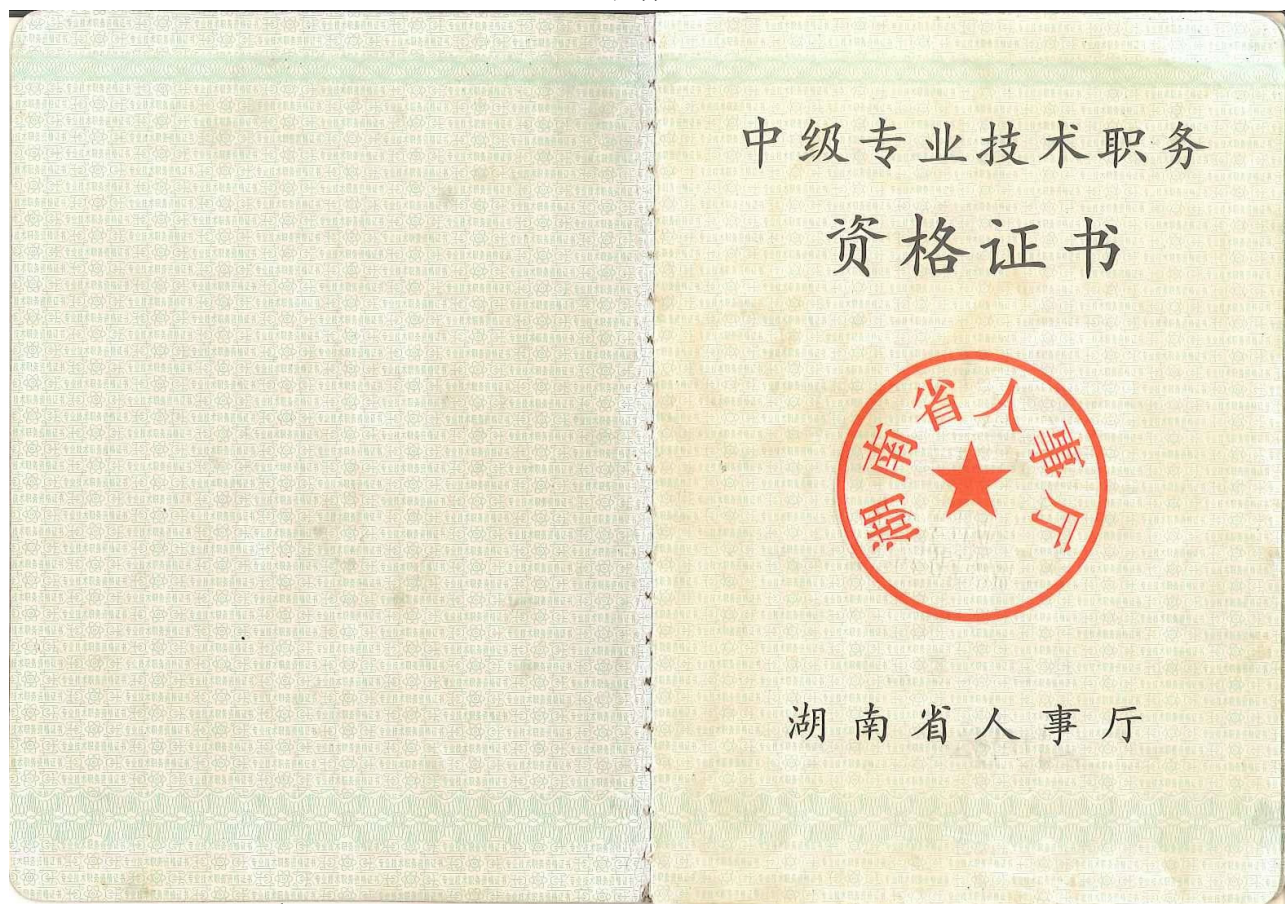 中级专业技术职务
资格证书
湖南省人事厅
湖南省人事厅